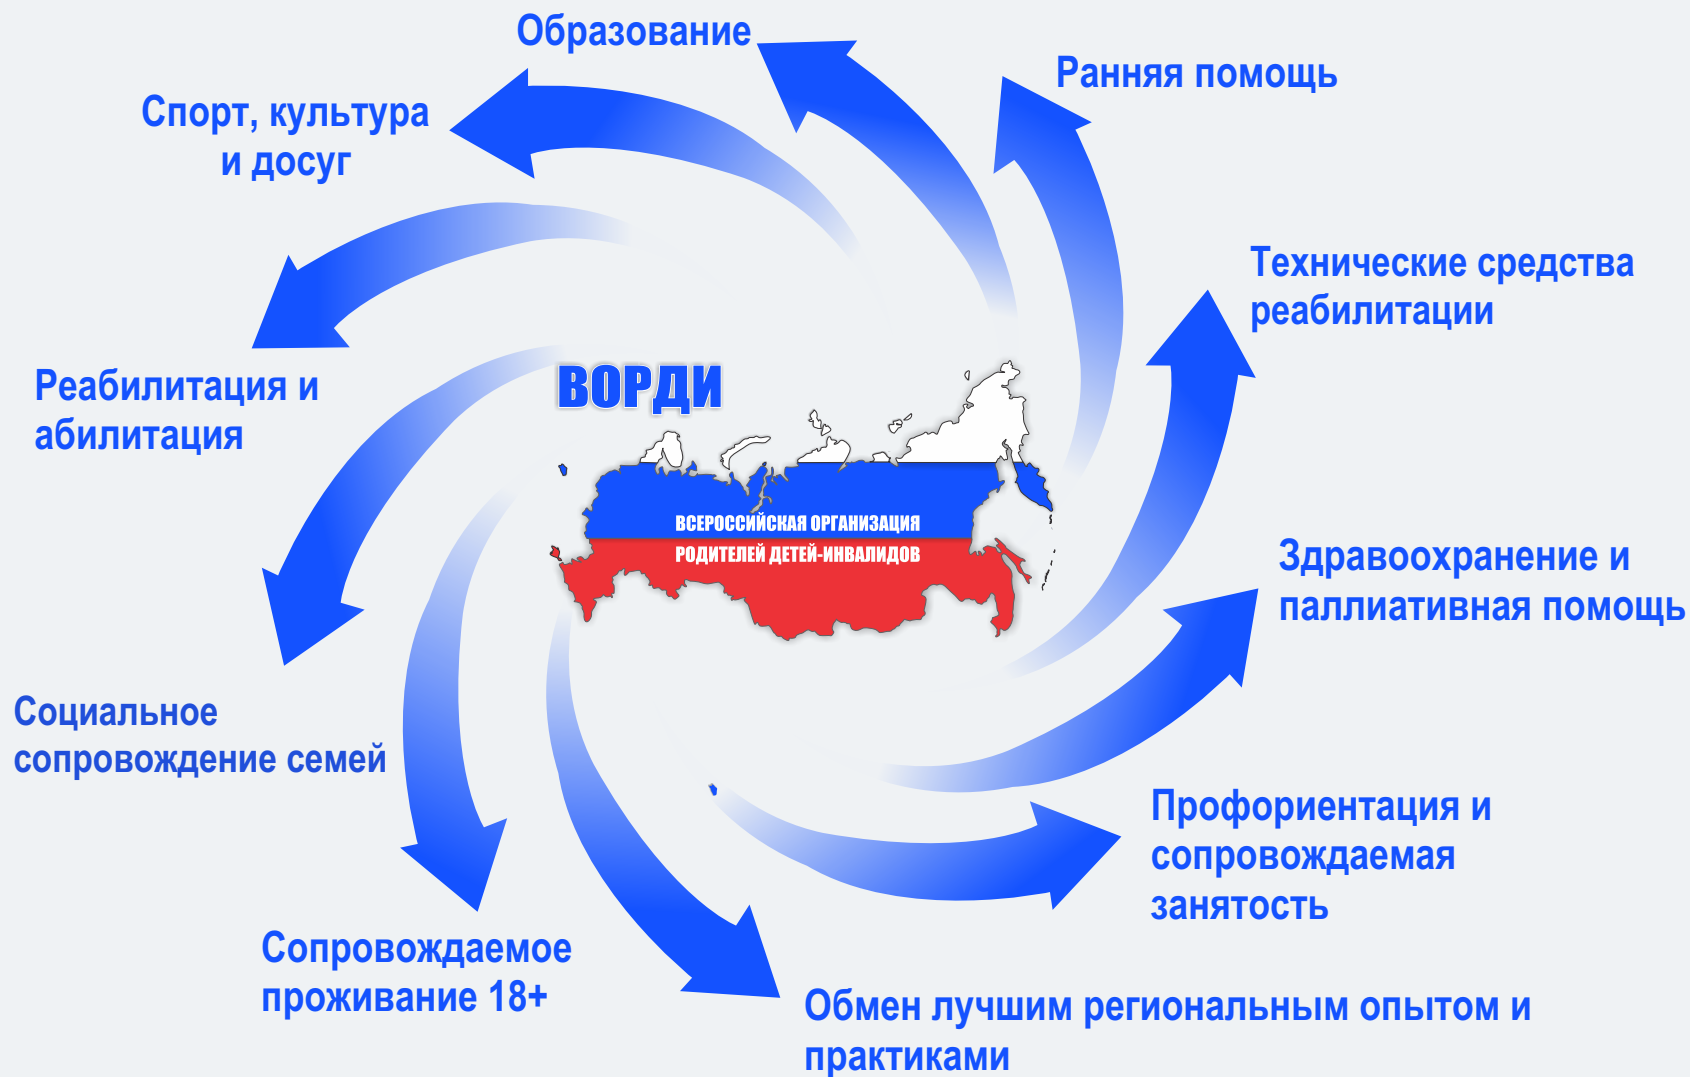 Образование
Ранняя помощь
Спорт, культура
и досуг
Технические средства
реабилитации
Реабилитация и
абилитация
ВОРДИ
ВСЕРОССИЙСКАЯ ОРГАНИЗАЦИЯ
РОДИТЕЛЕЙ ДЕТЕЙ-ИНВАЛИДОВ
Здравоохранение и
паллиативная помощь
Социальное
сопровождение семей
Профориентация и
сопровождаемая
занятость
Сопровождаемое
проживание 18+
Обмен лучшим региональным опытом и
практиками